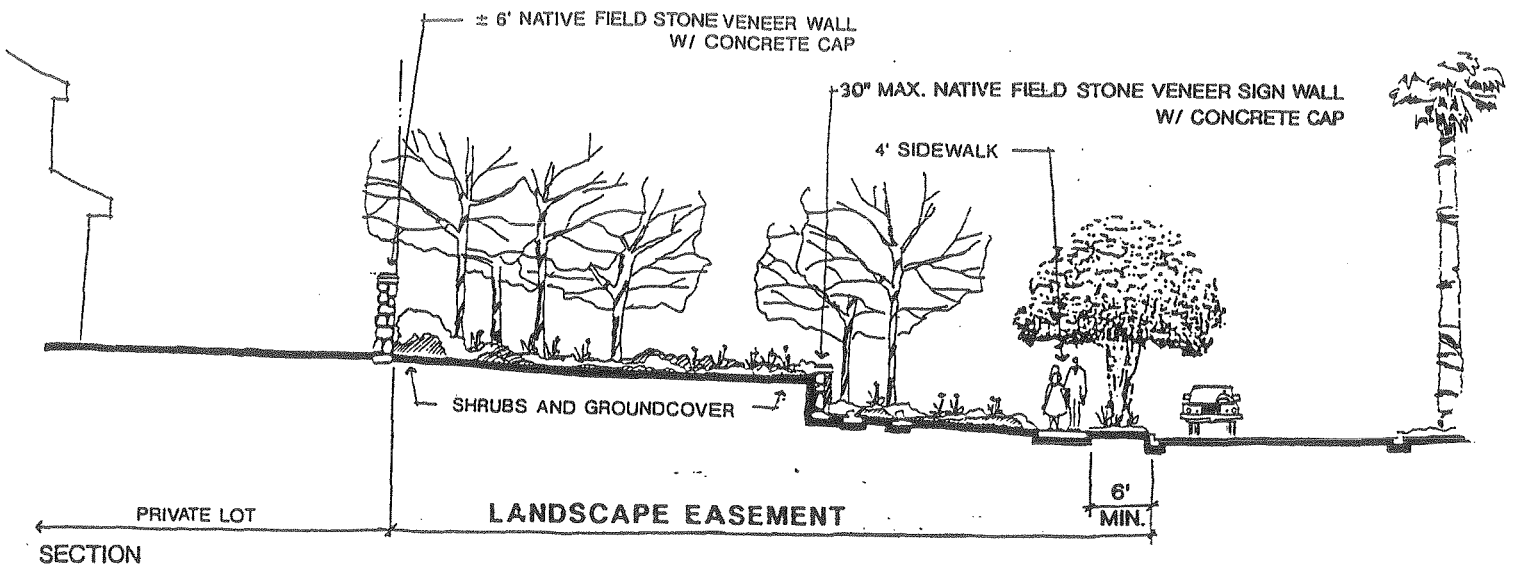 ± 6' NATIVE FIELD STONE VENEER WALL
W/ CONCRETE CAP
30" MAX. NATIVE FIELD STONE VENEER SIGN WALL
W/ CONCRETE CAP
4' SIDEWALK
SHRUBS AND GROUNDCOVER
6'
MIN.
PRIVATE LOT
LANDSCAPE EASEMENT
SECTION